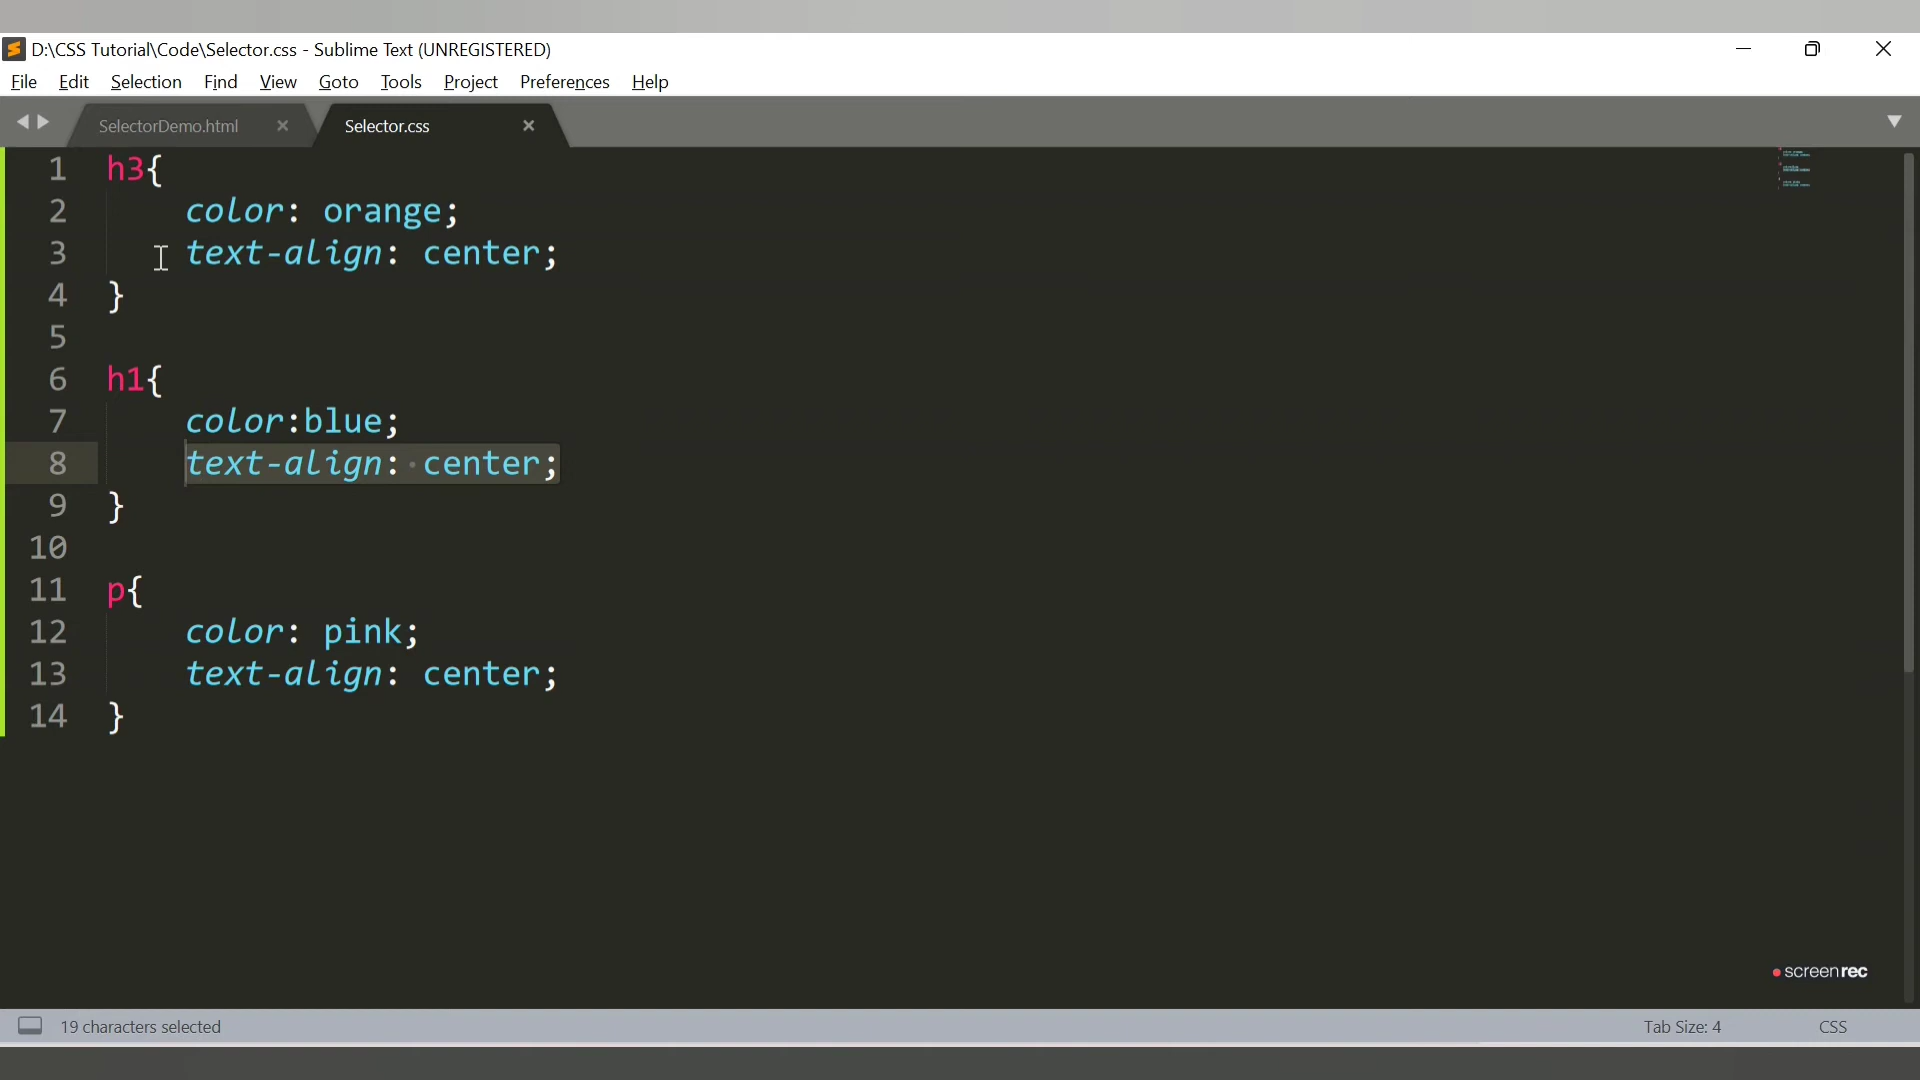 D:\CSS Tutorial\Code\Selector.css - Sublime Text (UNREGISTERED)
File Edit Selection Find View Goto Tools Project Preferences Help
SelectorDemo.html Selector.css
1 h3{
2 color: orange;
3 text-align: center;
4 }
5
6 h1{
7 color:blue;
8 text-align: center;
9 }
10
11 p{
12 color: pink;
13 text-align: center;
14 }
screenrec
19 characters selected Tab Size: 4 CSS